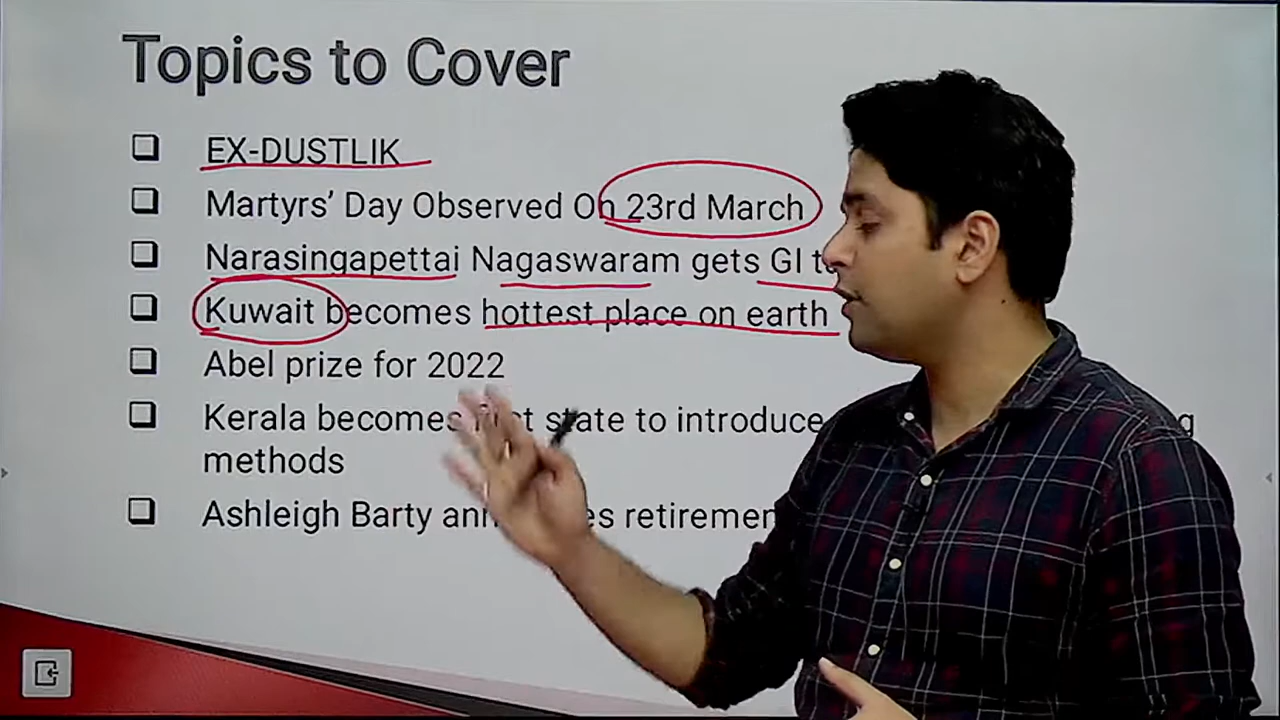 Topics to Cover
EX-DUSTLIK
Martyrs’ Day Observed On 23rd March
Narasingapettai Nagaswaram gets GI
Kuwait becomes hottest place on earth
Abel prize for 2022
Kerala becomes state to introduce
methods
Ashleigh Barty